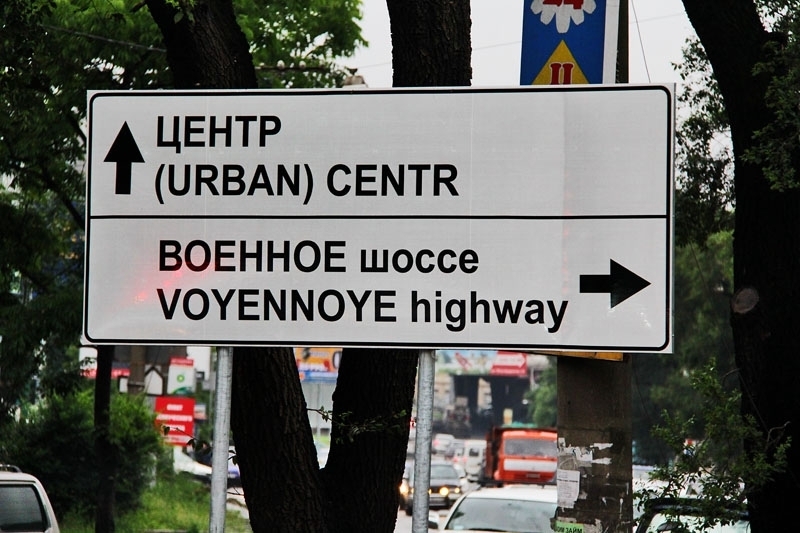 ЦЕНТР
(URBAN) CENTR
ВОЕННОЕ шоссе
VOYENNOYE highway